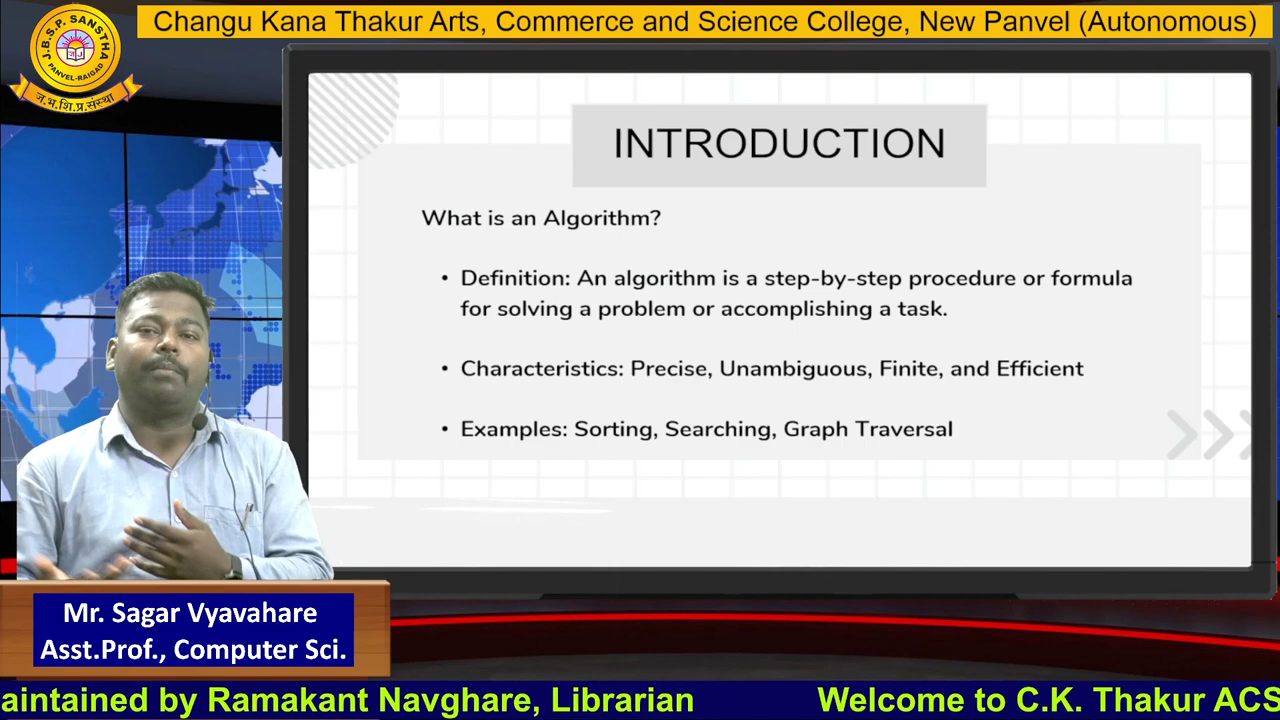 Changu Kana Thakur Arts, Commerce and Science College, New Panvel (Autonomous)
J.B.S.P. SANSTHA
PANVEL-RAIGAD
ज.भ.शि.प्र.संस्था
INTRODUCTION
What is an Algorithm?
• Definition: An algorithm is a step-by-step procedure or formula
for solving a problem or accomplishing a task.
• Characteristics: Precise, Unambiguous, Finite, and Efficient
• Examples: Sorting, Searching, Graph Traversal
Mr. Sagar Vyavahare
Asst.Prof., Computer Sci.
aintained by Ramakant Navghare, Librarian Welcome to C.K. Thakur ACS